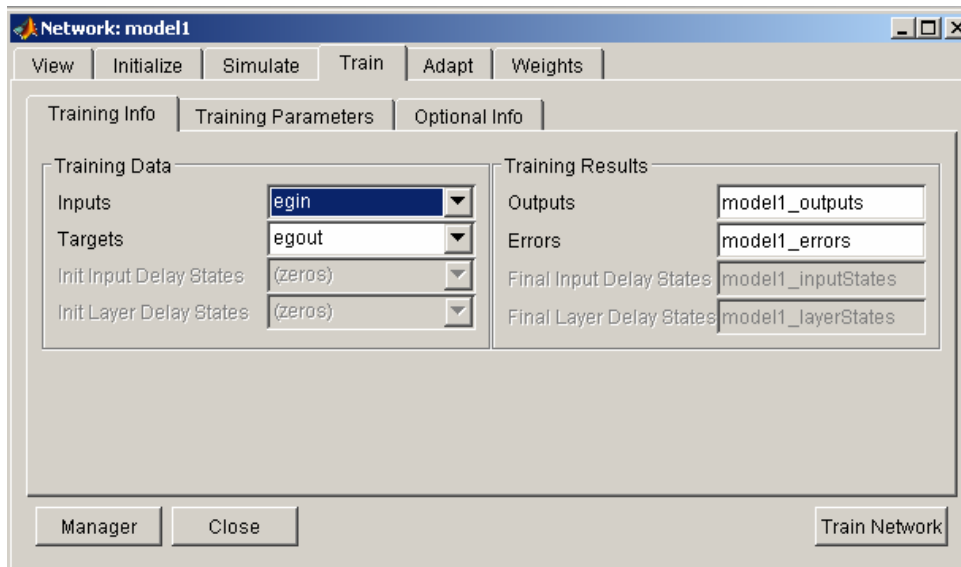 Network: model1
View Initialize Simulate Train Adapt Weights
Training Info Training Parameters Optional Info
Training Data
Inputs egin
Targets egout
Init Input Delay States (zeros)
Init Layer Delay States (zeros)
Training Results
Outputs model1_outputs
Errors model1_errors
Final Input Delay States model1_inputStates
Final Layer Delay States model1_layerStates
Manager Close Train Network